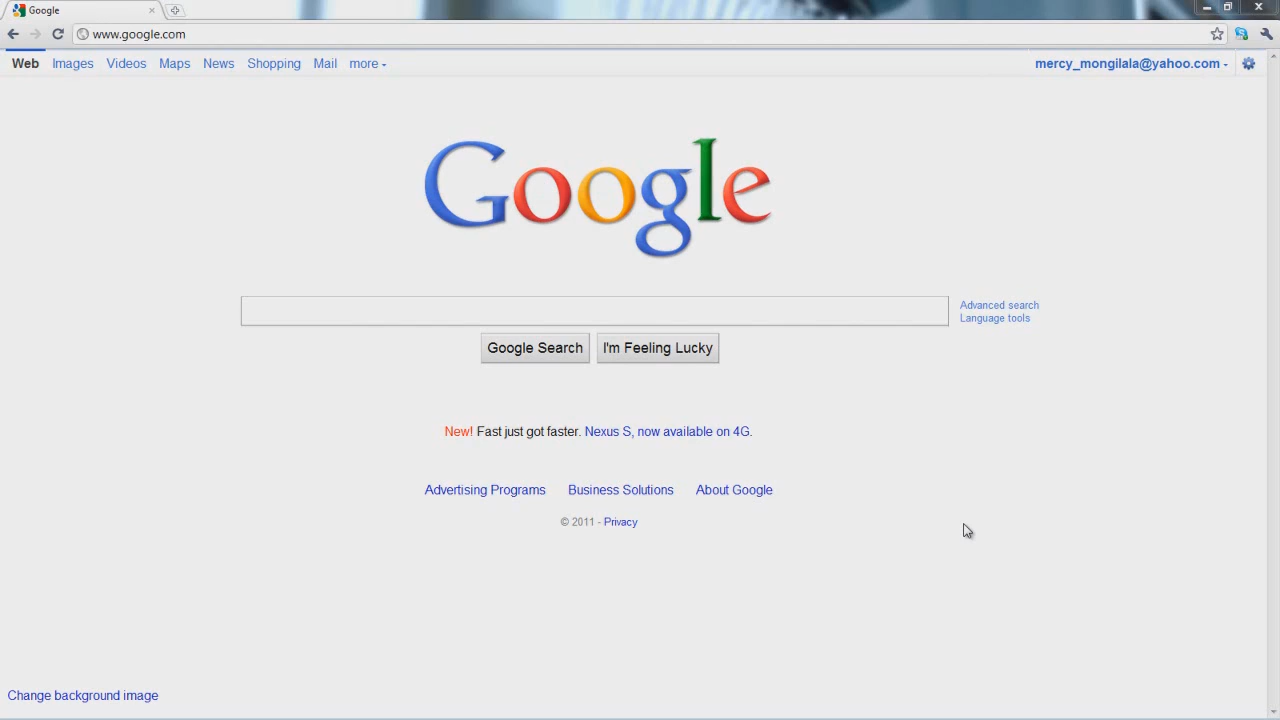 Google
www.google.com
Web Images Videos Maps News Shopping Mail more
mercy_mongilala@yahoo.com
Google
Advanced search
Language tools
Google Search I'm Feeling Lucky
New! Fast just got faster. Nexus S, now available on 4G.
Advertising Programs Business Solutions About Google
© 2011 - Privacy
Change background image